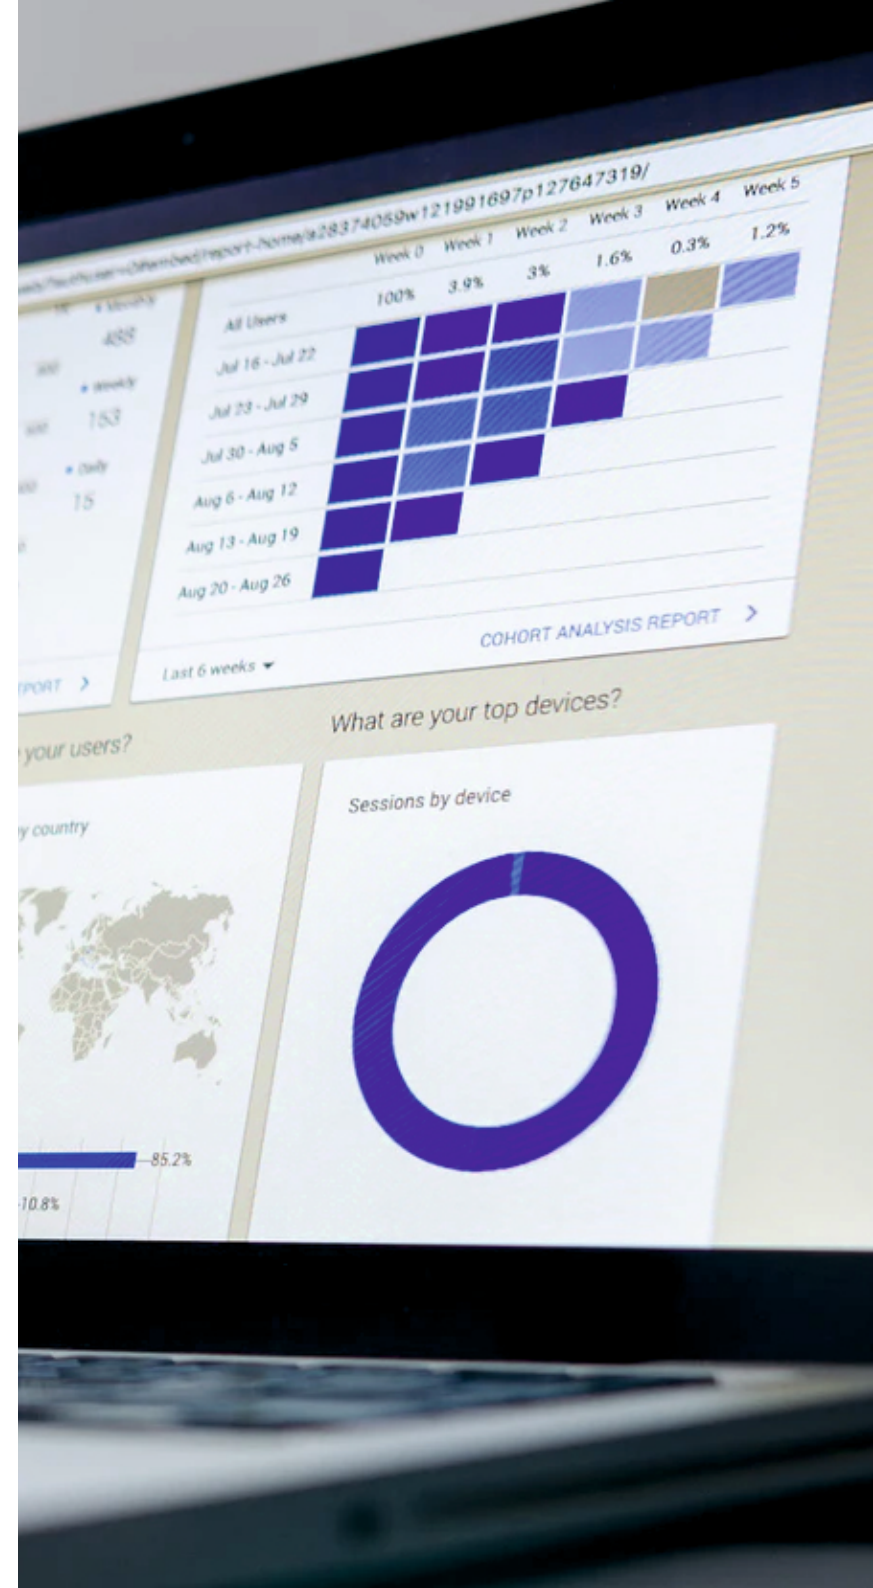 report-home/a28374059w121991697p127647319/
Week 0 Week 1 Week 2 Week 3 Week 4 Week 5
All Users 100% 3.9% 3% 1.6% 0.3% 1.2%
Jul 16 - Jul 22
Jul 23 - Jul 29
Jul 30 - Aug 5
Aug 6 - Aug 12
Aug 13 - Aug 19
Aug 20 - Aug 26
Last 6 weeks
COHORT ANALYSIS REPORT
Monthly
488
Weekly
153
Daily
15
your users?
What are your top devices?
country
Sessions by device
85.2%
10.8%